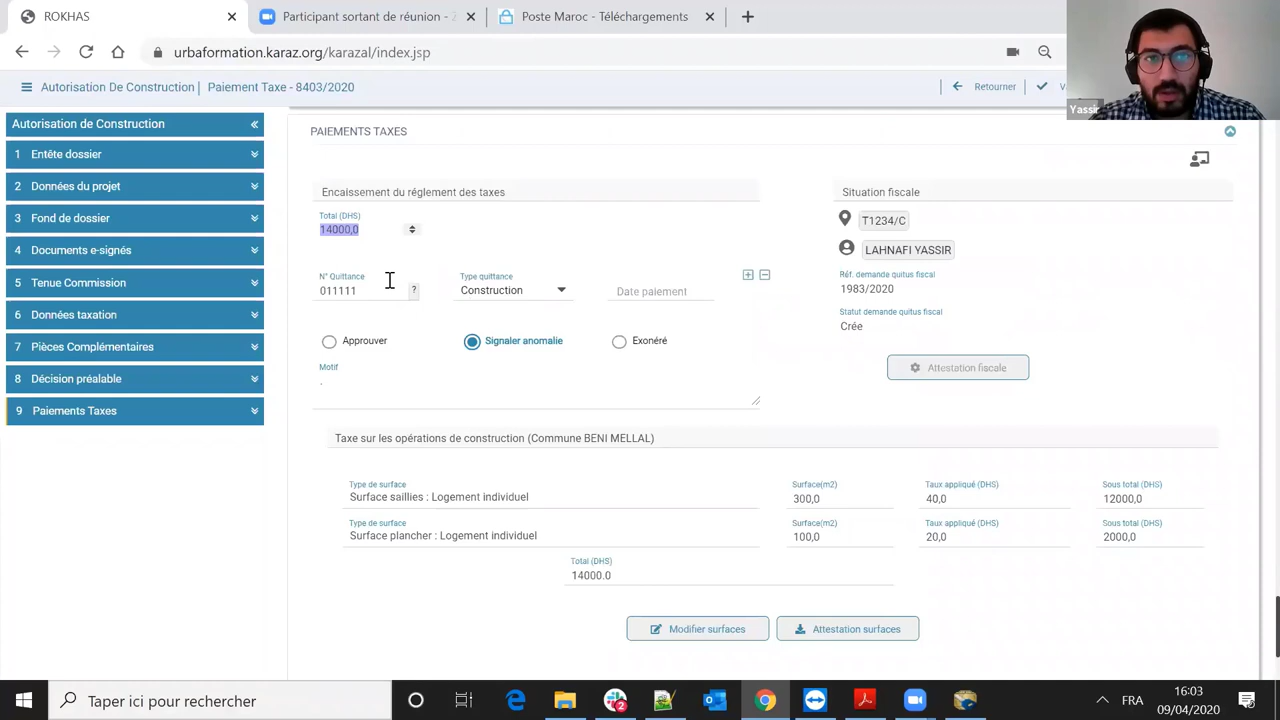 ROKHAS
Participant sortant de réunion - 2
Poste Maroc - Téléchargements
urbaformation.karaz.org/karazal/index.jsp
Autorisation De Construction | Paiement Taxe - 8403/2020
Retourner
Yassir
Autorisation de Construction
1 Entête dossier
2 Données du projet
3 Fond de dossier
4 Documents e-signés
5 Tenue Commission
6 Données taxation
7 Pièces Complémentaires
8 Décision préalable
9 Paiements Taxes
PAIEMENTS TAXES
Encaissement du réglement des taxes
Total (DHS)
14000,0
N° Quittance
011111
?
Type quittance
Construction
Date paiement
Approuver
Signaler anomalie
Exonéré
Motif
-
Situation fiscale
T1234/C
LAHNAFI YASSIR
Réf. demande quitus fiscal
1983/2020
Statut demande quitus fiscal
Crée
Attestation fiscale
Taxe sur les opérations de construction (Commune BENI MELLAL)
Type de surface Surface(m2) Taux appliqué (DHS) Sous total (DHS)
Surface saillies : Logement individuel 300,0 40,0 12000,0
Type de surface Surface(m2) Taux appliqué (DHS) Sous total (DHS)
Surface plancher : Logement individuel 100,0 20,0 2000,0
Total (DHS)
14000.0
Modifier surfaces
Attestation surfaces
Taper ici pour rechercher
2
FRA
16:03
09/04/2020